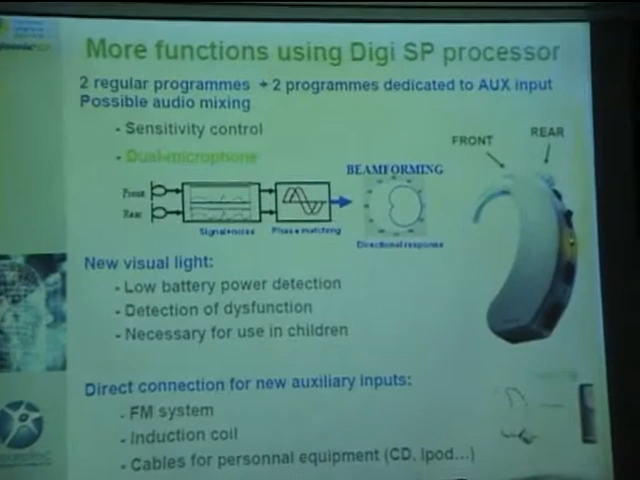 More functions using Digi SP processor
2 regular programmes + 2 programmes dedicated to AUX input
Possible audio mixing
- Sensitivity control
- Dual-microphone
FRONT
REAR
BEAMFORMING
Front
Rear
Signal+noise
Phase matching
Directional response
New visual light:
- Low battery power detection
- Detection of dysfunction
- Necessary for use in children
Direct connection for new auxiliary inputs:
- FM system
- Induction coil
- Cables for personnal equipment (CD, Ipod...)